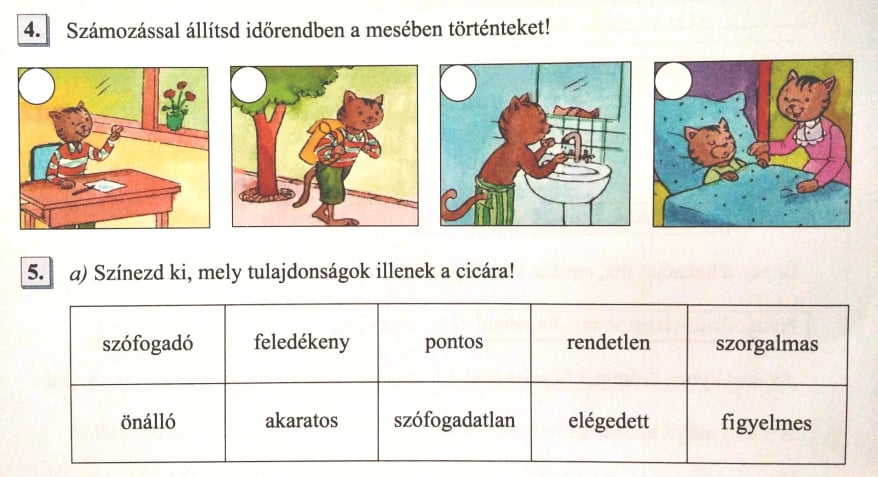 4. Számozással állítsd időrendben a mesében történteket!
5. a) Színezd ki, mely tulajdonságok illenek a cicára!
szófogadó feledékeny pontos rendetlen szorgalmas
önálló akaratos szófogadatlan elégedett figyelmes